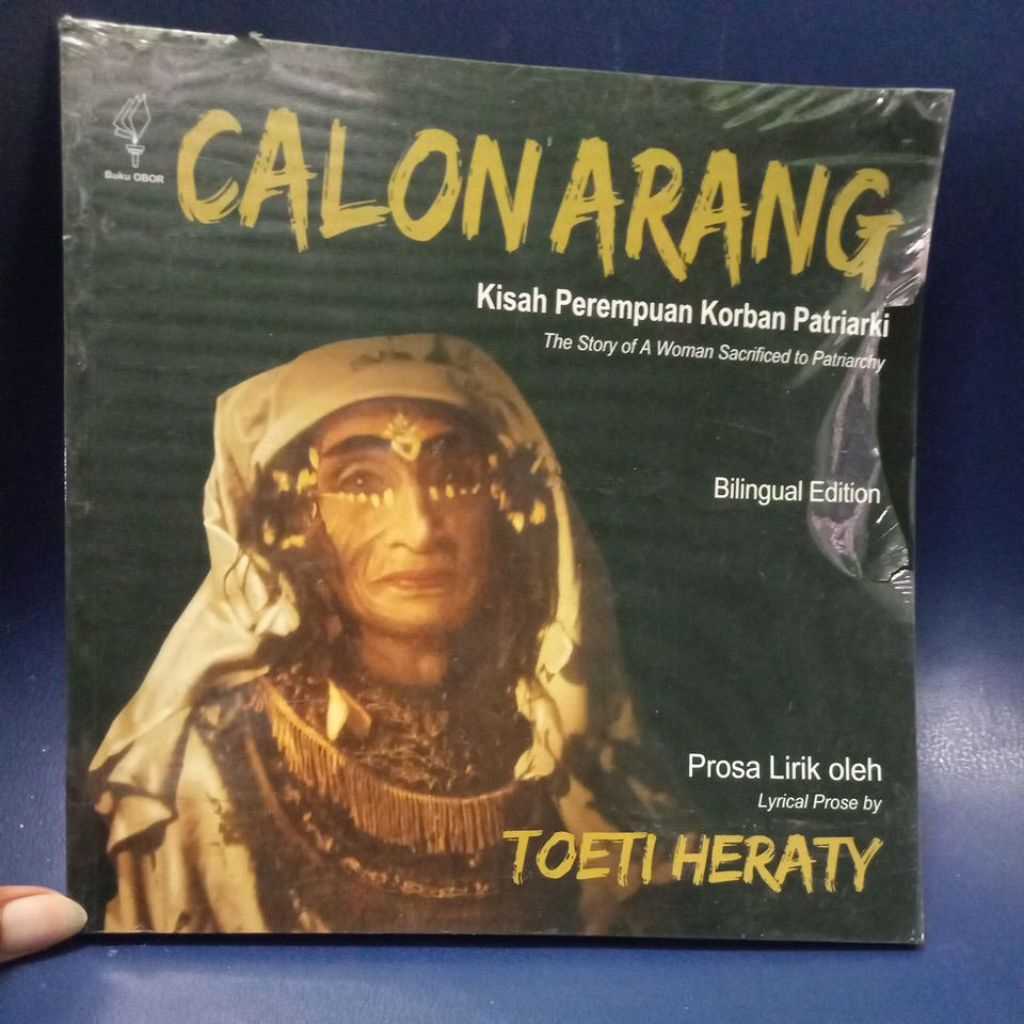 Buku OBOR
CALON ARANG
Kisah Perempuan Korban Patriarki
The Story of A Woman Sacrificed to Patriarchy
Bilingual Edition
Prosa Lirik oleh
Lyrical Prose by
TOETI HERATY